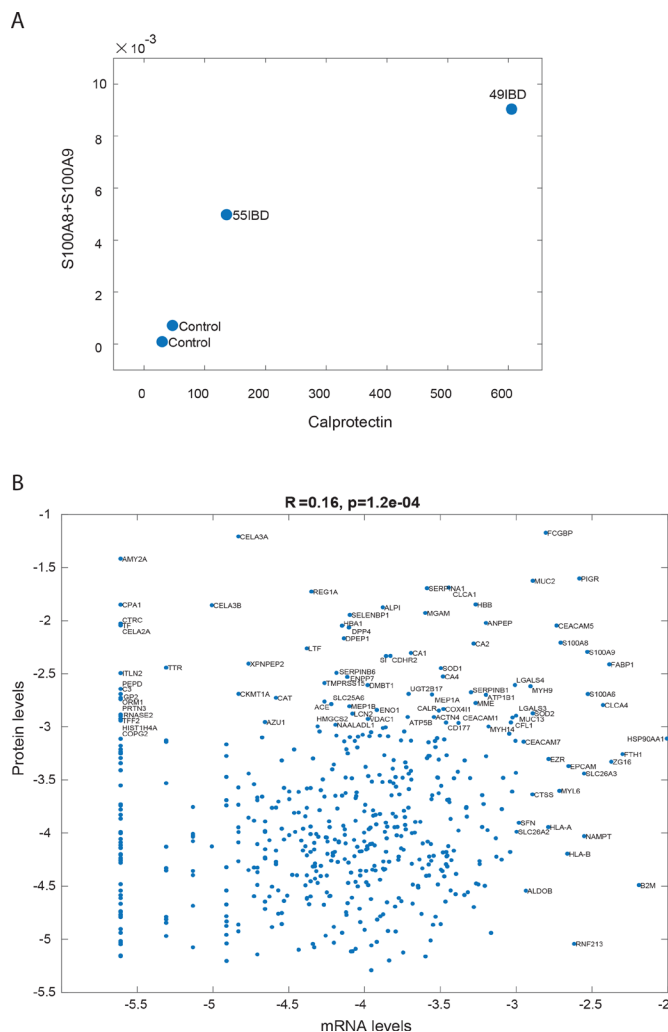 A
× 10⁻³
10
8
6
4
2
0
S100A8+S100A9
49IBD
55IBD
Control
Control
0 100 200 300 400 500 600
Calprotectin
B
R =0.16, p=1.2e-04
-1
-1.5
-2
-2.5
-3
-3.5
-4
-4.5
-5
-5.5
Protein levels
FCGBP
CELA3A
AMY2A
PIGR
MUC2
SERPINA1
CLCA1
REG1A
CPA1
CELA3B
ALPI
HBB
SELENBP1
MGAM
CTRC
TF
CELA2A
HBA1
DPP4
ANPEP
CEACAM5
DPEP1
LTF
CA2
S100A8
SI
CDHR2
CA1
S100A9
TTR
XPNPEP2
SOD1
FABP1
ITLN2
SERPINB6
ENPP7
CA4
TMPRSS15
DMBT1
LGALS4
MYH9
PEPD
C3
GP2
ORM1
PRTN3
RNASE2
TFF2
HIST1H4A
COPG2
CKMT1A
CAT
UGT2B17
MEP1A
SERPINB1
ATP1B1
MME
S100A6
CLCA4
SLC25A6
ACE
MEP1B
LCN2
ENO1
CALR
COX4I1
LGALS3
SOD2
AZU1
HMGCS2
NAALADL1
VDAC1
ACTN4
ATP5B
CEACAM1
CD177
MUC13
CFL1
MYH14
CEACAM7
HSP90AA1
FTH1
ZG16
EZR
EPCAM
SLC26A3
CTSS
MYL6
SFN
SLC26A2
HLA-A
NAMPT
HLA-B
ALDOB
B2M
RNF213
-5.5 -5 -4.5 -4 -3.5 -3 -2.5 -2
mRNA levels